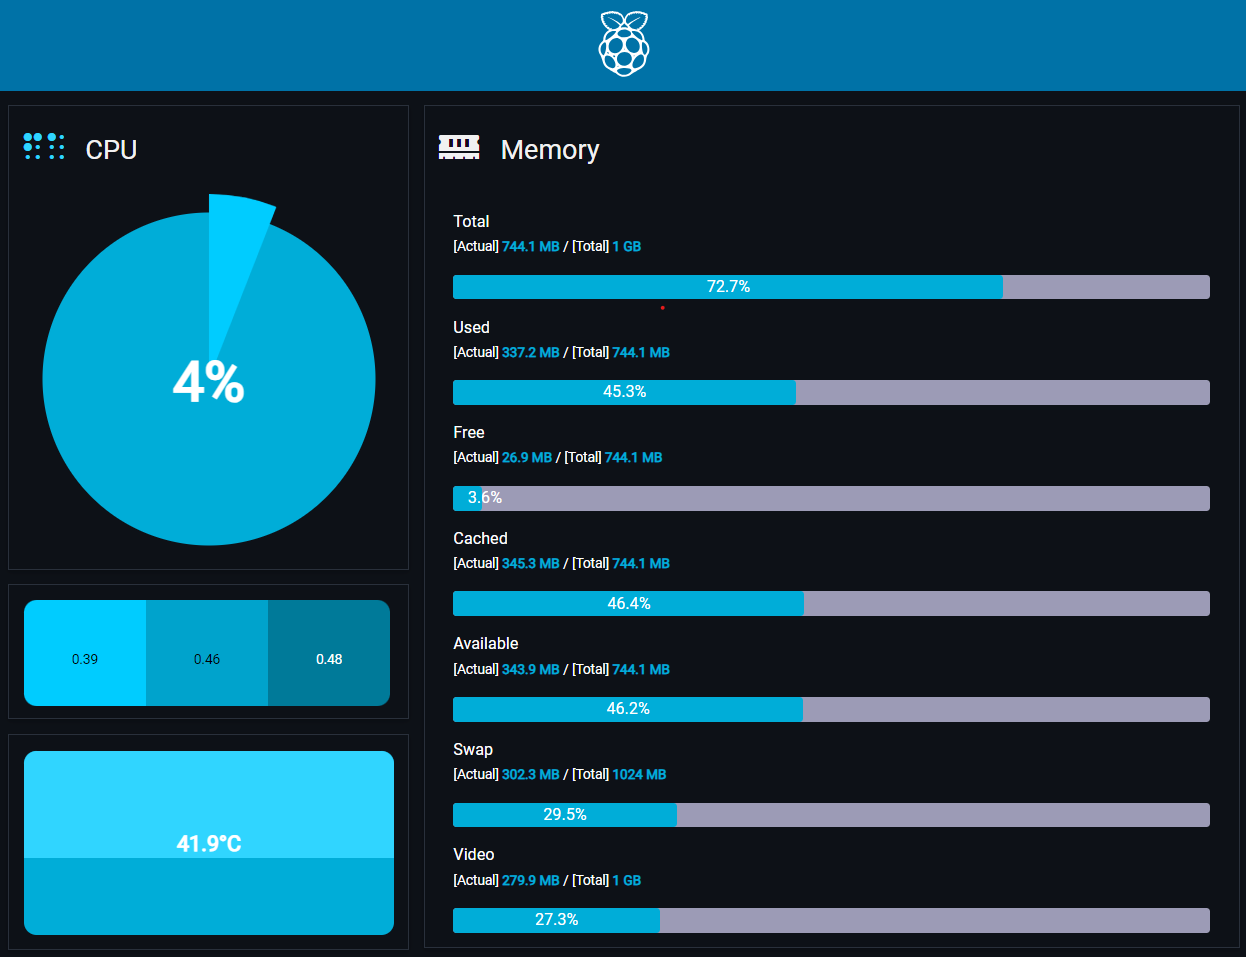 CPU
4%
0.39
0.46
0.48
41.9°C
Memory
Total
[Actual] 744.1 MB / [Total] 1 GB
72.7%
Used
[Actual] 337.2 MB / [Total] 744.1 MB
45.3%
Free
[Actual] 26.9 MB / [Total] 744.1 MB
3.6%
Cached
[Actual] 345.3 MB / [Total] 744.1 MB
46.4%
Available
[Actual] 343.9 MB / [Total] 744.1 MB
46.2%
Swap
[Actual] 302.3 MB / [Total] 1024 MB
29.5%
Video
[Actual] 279.9 MB / [Total] 1 GB
27.3%